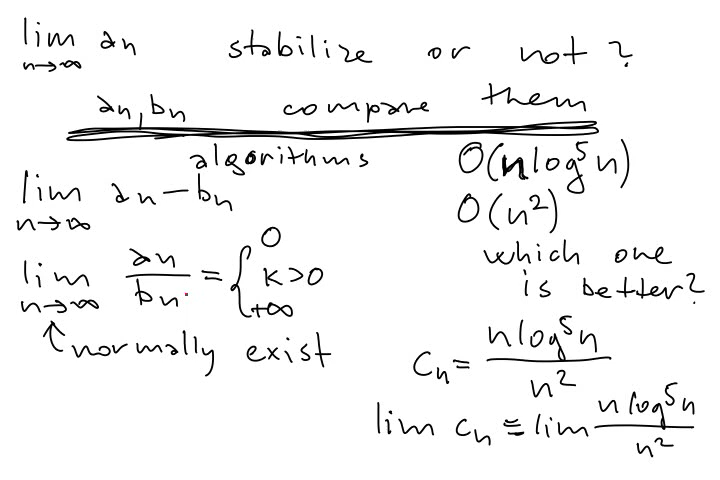 lim an stabilize or not?
n→∞
an, bn compare them
algorithms
lim an − bn
n→∞
lim an/bn = { 0
K>0
+∞
n→∞
↑ normally exist
O(n log⁵ n)
O(n²)
which one
is better?
cn = n log⁵ n / n²
lim cn = lim n log⁵ n / n²